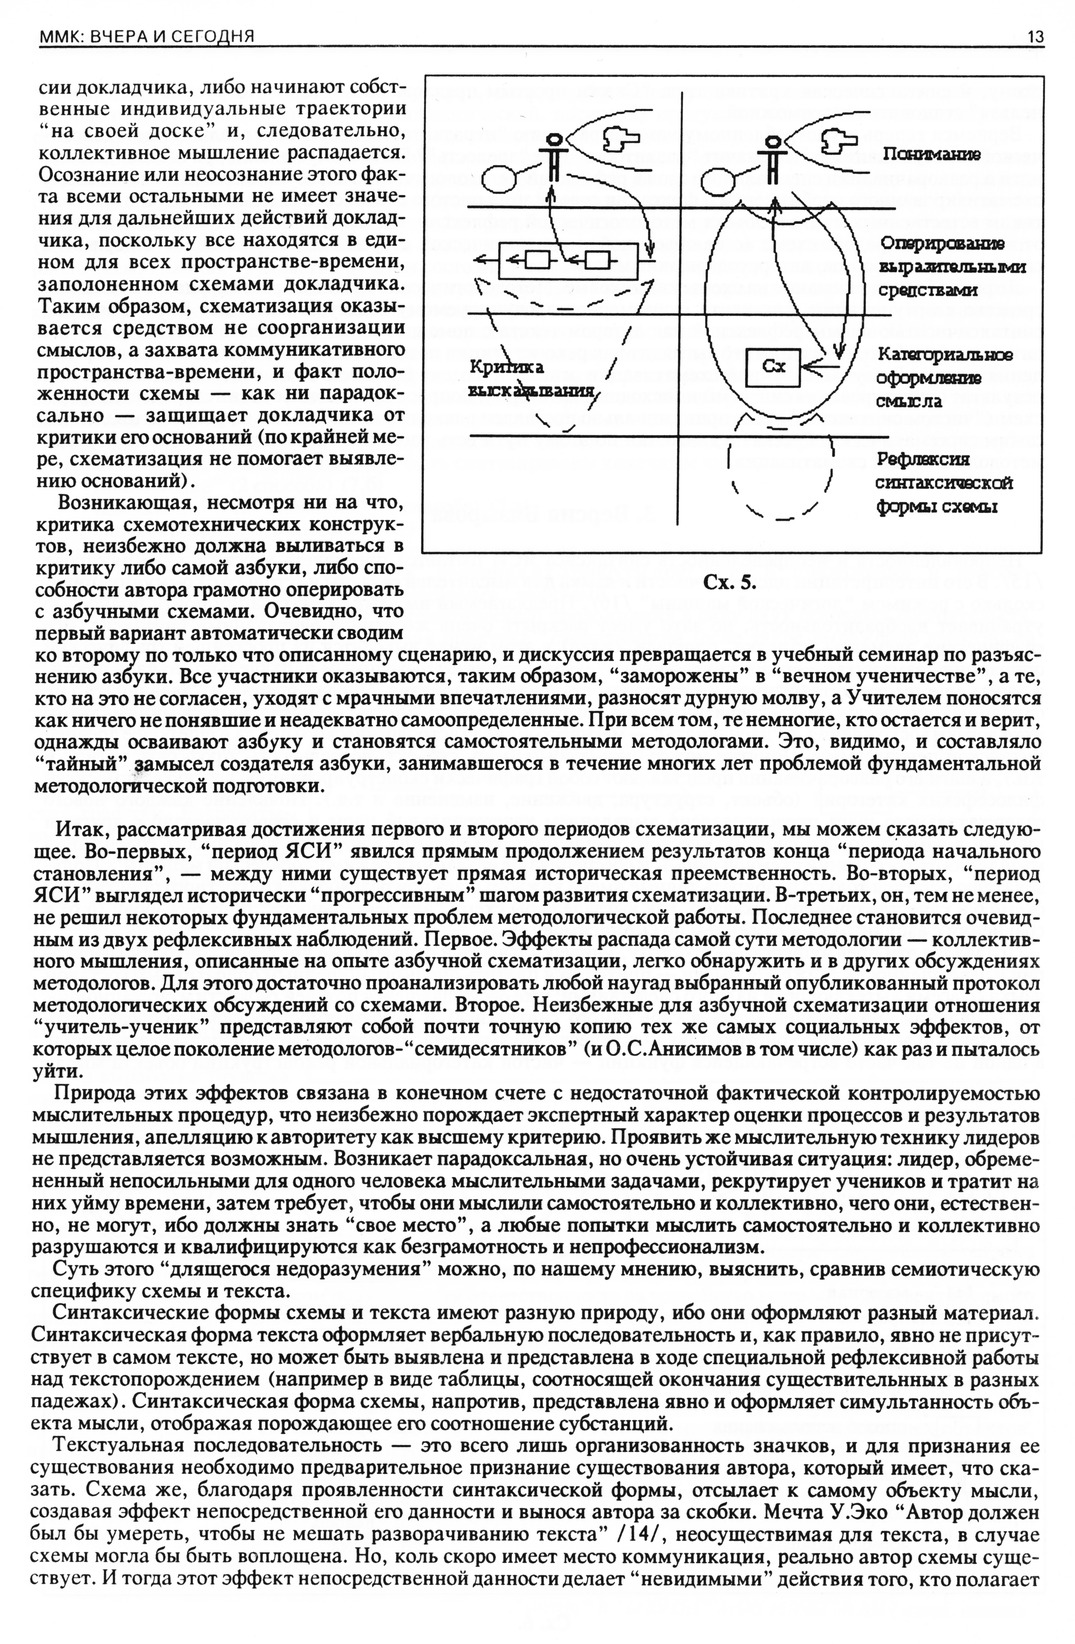 ММК: ВЧЕРА И СЕГОДНЯ 13
сии докладчика, либо начинают собст-
венные индивидуальные траектории
“на своей доске” и, следовательно,
коллективное мышление распадается.
Осознание или неосознание этого фак-
та всеми остальными не имеет значе-
ния для дальнейших действий доклад-
чика, поскольку все находятся в еди-
ном для всех пространстве-времени,
заполоненном схемами докладчика.
Таким образом, схематизация оказы-
вается средством не соорганизации
смыслов, а захвата коммуникативного
пространства-времени, и факт поло-
женности схемы — как ни парадок-
сально — защищает докладчика от
критики его оснований (по крайней ме-
ре, схематизация не помогает выявле-
нию оснований).
Возникающая, несмотря ни на что,
критика схемотехнических конструк-
тов, неизбежно должна выливаться в
критику либо самой азбуки, либо спо-
собности автора грамотно оперировать
с азбучными схемами. Очевидно, что
первый вариант автоматически сводим
Понимание
Оперирование
выразительными
средствами
Критика
высказывания
Сх
Категориальное
оформление
смысла
Рефлексия
синтаксической
формы схемы
Сх. 5.
ко второму по только что описанному сценарию, и дискуссия превращается в учебный семинар по разъяс-
нению азбуки. Все участники оказываются, таким образом, “заморожены” в “вечном ученичестве”, а те,
кто на это не согласен, уходят с мрачными впечатлениями, разносят дурную молву, а Учителем поносятся
как ничего не понявшие и неадекватно самоопределенные. При всем том, те немногие, кто остается и верит,
однажды осваивают азбуку и становятся самостоятельными методологами. Это, видимо, и составляло
“тайный” замысел создателя азбуки, занимавшегося в течение многих лет проблемой фундаментальной
методологической подготовки.
Итак, рассматривая достижения первого и второго периодов схематизации, мы можем сказать следую-
щее. Во-первых, “период ЯСИ” явился прямым продолжением результатов конца “периода начального
становления”, — между ними существует прямая историческая преемственность. Во-вторых, “период
ЯСИ” выглядел исторически “прогрессивным” шагом развития схематизации. В-третьих, он, тем не менее,
не решил некоторых фундаментальных проблем методологической работы. Последнее становится очевид-
ным из двух рефлексивных наблюдений. Первое. Эффекты распада самой сути методологии — коллектив-
ного мышления, описанные на опыте азбучной схематизации, легко обнаружить и в других обсуждениях
методологов. Для этого достаточно проанализировать любой наугад выбранный опубликованный протокол
методологических обсуждений со схемами. Второе. Неизбежные для азбучной схематизации отношения
“учитель-ученик” представляют собой почти точную копию тех же самых социальных эффектов, от
которых целое поколение методологов-“семидесятников” (и О.С.Анисимов в том числе) как раз и пыталось
уйти.
Природа этих эффектов связана в конечном счете с недостаточной фактической контролируемостью
мыслительных процедур, что неизбежно порождает экспертный характер оценки процессов и результатов
мышления, апелляцию к авторитету как высшему критерию. Проявить же мыслительную технику лидеров
не представляется возможным. Возникает парадоксальная, но очень устойчивая ситуация: лидер, обреме-
ненный непосильными для одного человека мыслительными задачами, рекрутирует учеников и тратит на
них уйму времени, затем требует, чтобы они мыслили самостоятельно и коллективно, чего они, естествен-
но, не могут, ибо должны знать “свое место”, а любые попытки мыслить самостоятельно и коллективно
разрушаются и квалифицируются как безграмотность и непрофессионализм.
Суть этого “длящегося недоразумения” можно, по нашему мнению, выяснить, сравнив семиотическую
специфику схемы и текста.
Синтаксические формы схемы и текста имеют разную природу, ибо они оформляют разный материал.
Синтаксическая форма текста оформляет вербальную последовательность и, как правило, явно не присут-
ствует в самом тексте, но может быть выявлена и представлена в ходе специальной рефлексивной работы
над текстопорождением (например в виде таблицы, соотносящей окончания существительнных в разных
падежах). Синтаксическая форма схемы, напротив, представлена явно и оформляет симультанность объ-
екта мысли, отображая порождающее его соотношение субстанций.
Текстуальная последовательность — это всего лишь организованность значков, и для признания ее
существования необходимо предварительное признание существования автора, который имеет, что ска-
зать. Схема же, благодаря проявленности синтаксической формы, отсылает к самому объекту мысли,
создавая эффект непосредственной его данности и вынося автора за скобки. Мечта У.Эко “Автор должен
был бы умереть, чтобы не мешать разворачиванию текста” /14/, неосуществимая для текста, в случае
схемы могла бы быть воплощена. Но, коль скоро имеет место коммуникация, реально автор схемы суще-
ствует. И тогда этот эффект непосредственной данности делает “невидимыми” действия того, кто полагает